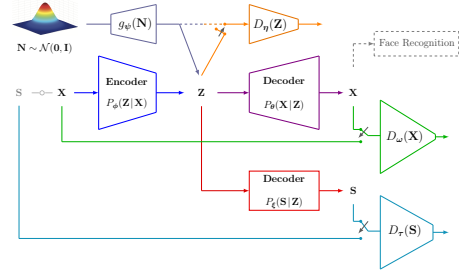 g_ψ(N)
D_η(Z)
N ∼ 𝒩(0, I)
Face Recognition
Encoder
P_ϕ(Z|X)
Decoder
P_θ(X|Z)
S
X
Z
X
D_ω(X)
Decoder
P_ξ(S|Z)
S
D_τ(S)